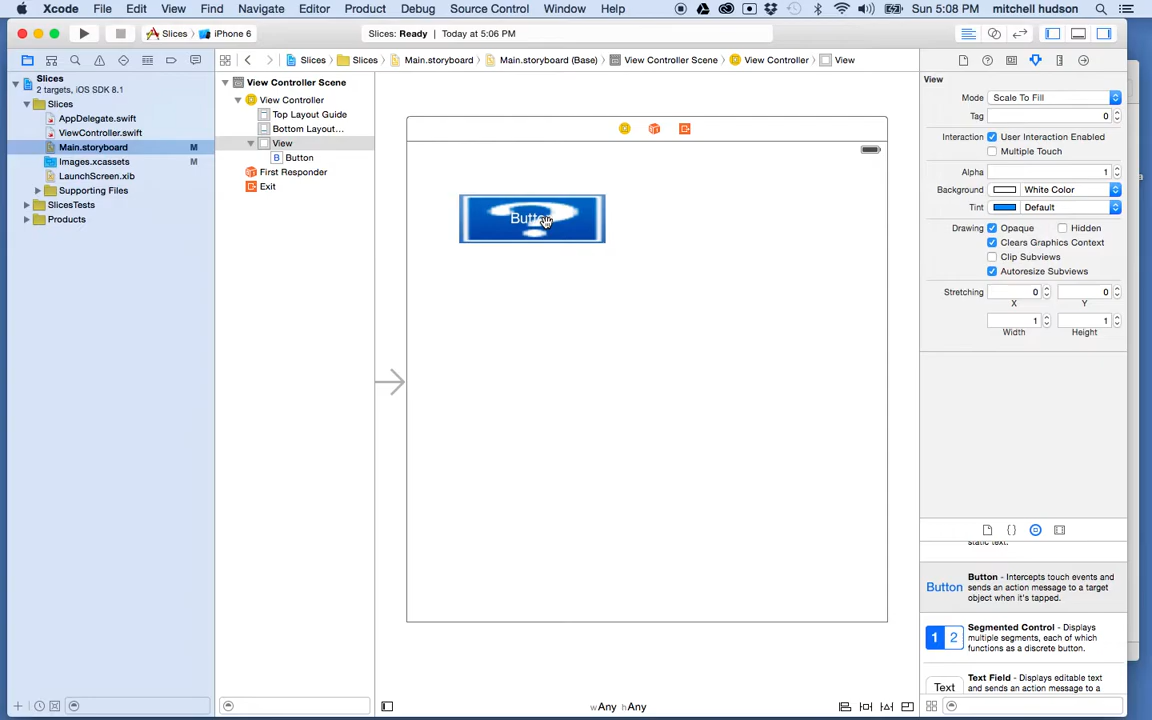 Xcode File Edit View Find Navigate Editor Product Debug Source Control Window Help Sun 5:08 PM mitchell hudson
Slices iPhone 6 Slices: Ready Today at 5:06 PM
Slices Slices Main.storyboard Main.storyboard (Base) View Controller Scene View Controller View
Slices
2 targets, iOS SDK 8.1
Slices
AppDelegate.swift
ViewController.swift
Main.storyboard M
Images.xcassets M
LaunchScreen.xib
Supporting Files
SlicesTests
Products
View Controller Scene
View Controller
Top Layout Guide
Bottom Layout...
View
B Button
First Responder
Exit
wAny hAny
View
Mode Scale To Fill
Tag 0
Interaction User Interaction Enabled
Multiple Touch
Alpha 1
Background White Color
Tint Default
Drawing Opaque Hidden
Clears Graphics Context
Clip Subviews
Autoresize Subviews
Stretching 0 0
X Y
1 1
Width Height
static text.
Button Button - Intercepts touch events and
sends an action message to a target
object when it's tapped.
1 2 Segmented Control - Displays
multiple segments, each of which
functions as a discrete button.
Text Text Field - Displays editable text
and sends an action message to a